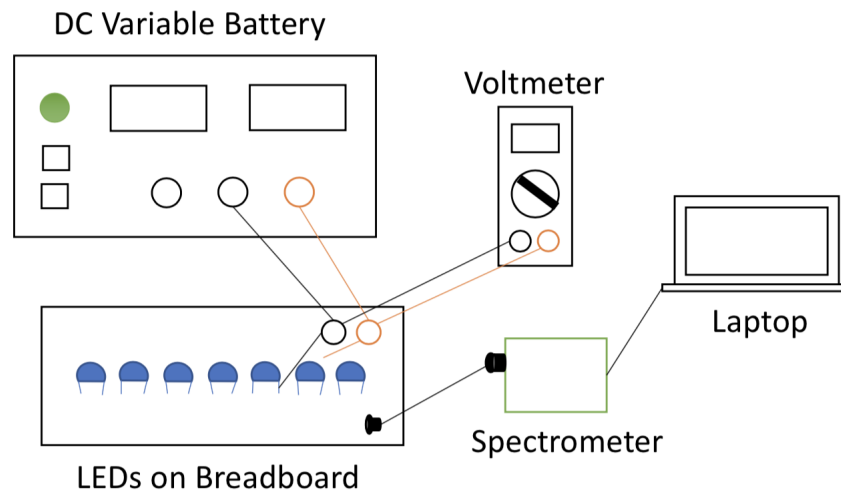 DC Variable Battery
Voltmeter
Laptop
Spectrometer
LEDs on Breadboard